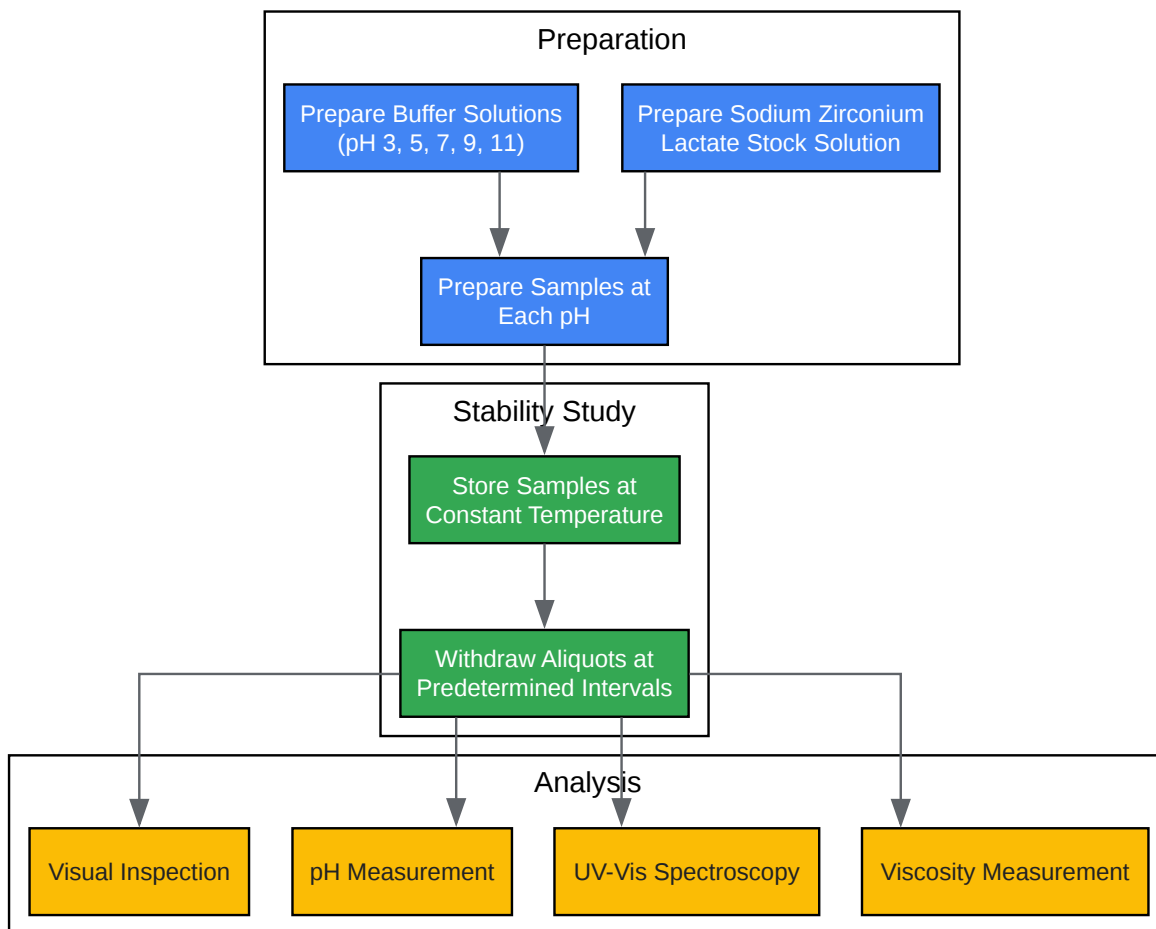 Preparation
Prepare Buffer Solutions
(pH 3, 5, 7, 9, 11)
Prepare Sodium Zirconium
Lactate Stock Solution
Prepare Samples at
Each pH
Stability Study
Store Samples at
Constant Temperature
Withdraw Aliquots at
Predetermined Intervals
Analysis
Visual Inspection
pH Measurement
UV-Vis Spectroscopy
Viscosity Measurement